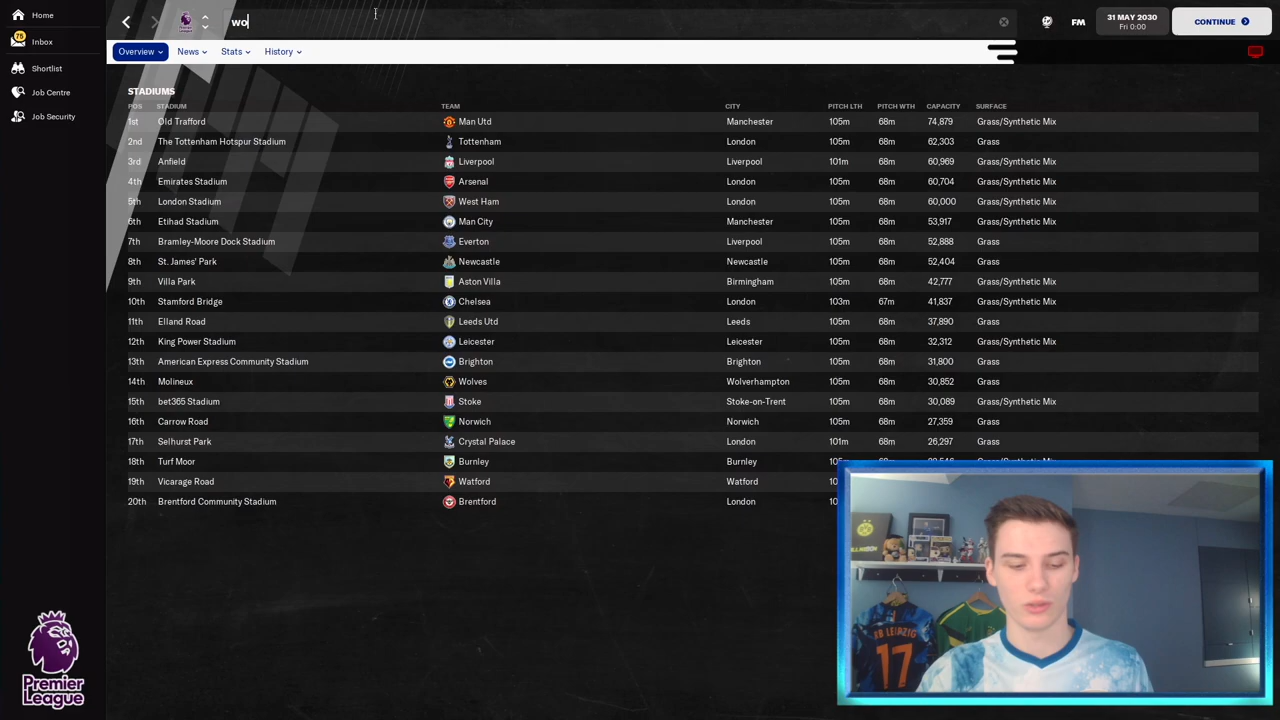 Home
75
Inbox
Shortlist
Job Centre
Job Security
wo
FM
31 MAY 2030
Fri 0:00
CONTINUE
Overview
News
Stats
History
STADIUMS
POS STADIUM TEAM CITY PITCH LTH PITCH WTH CAPACITY SURFACE
1st Old Trafford Man Utd Manchester 105m 68m 74,879 Grass/Synthetic Mix
2nd The Tottenham Hotspur Stadium Tottenham London 105m 68m 62,303 Grass
3rd Anfield Liverpool Liverpool 101m 68m 60,969 Grass/Synthetic Mix
4th Emirates Stadium Arsenal London 105m 68m 60,704 Grass/Synthetic Mix
5th London Stadium West Ham London 105m 68m 60,000 Grass/Synthetic Mix
6th Etihad Stadium Man City Manchester 105m 68m 53,917 Grass/Synthetic Mix
7th Bramley-Moore Dock Stadium Everton Liverpool 105m 68m 52,888 Grass
8th St. James' Park Newcastle Newcastle 105m 68m 52,404 Grass
9th Villa Park Aston Villa Birmingham 105m 68m 42,777 Grass/Synthetic Mix
10th Stamford Bridge Chelsea London 103m 67m 41,837 Grass/Synthetic Mix
11th Elland Road Leeds Utd Leeds 105m 68m 37,890 Grass
12th King Power Stadium Leicester Leicester 105m 68m 32,312 Grass/Synthetic Mix
13th American Express Community Stadium Brighton Brighton 105m 68m 31,800 Grass
14th Molineux Wolves Wolverhampton 105m 68m 30,852 Grass
15th bet365 Stadium Stoke Stoke-on-Trent 105m 68m 30,089 Grass/Synthetic Mix
16th Carrow Road Norwich Norwich 105m 68m 27,359 Grass
17th Selhurst Park Crystal Palace London 101m 68m 26,297 Grass
18th Turf Moor Burnley Burnley
19th Vicarage Road Watford Watford
20th Brentford Community Stadium Brentford London
Premier
League
RB LEIPZIG
17